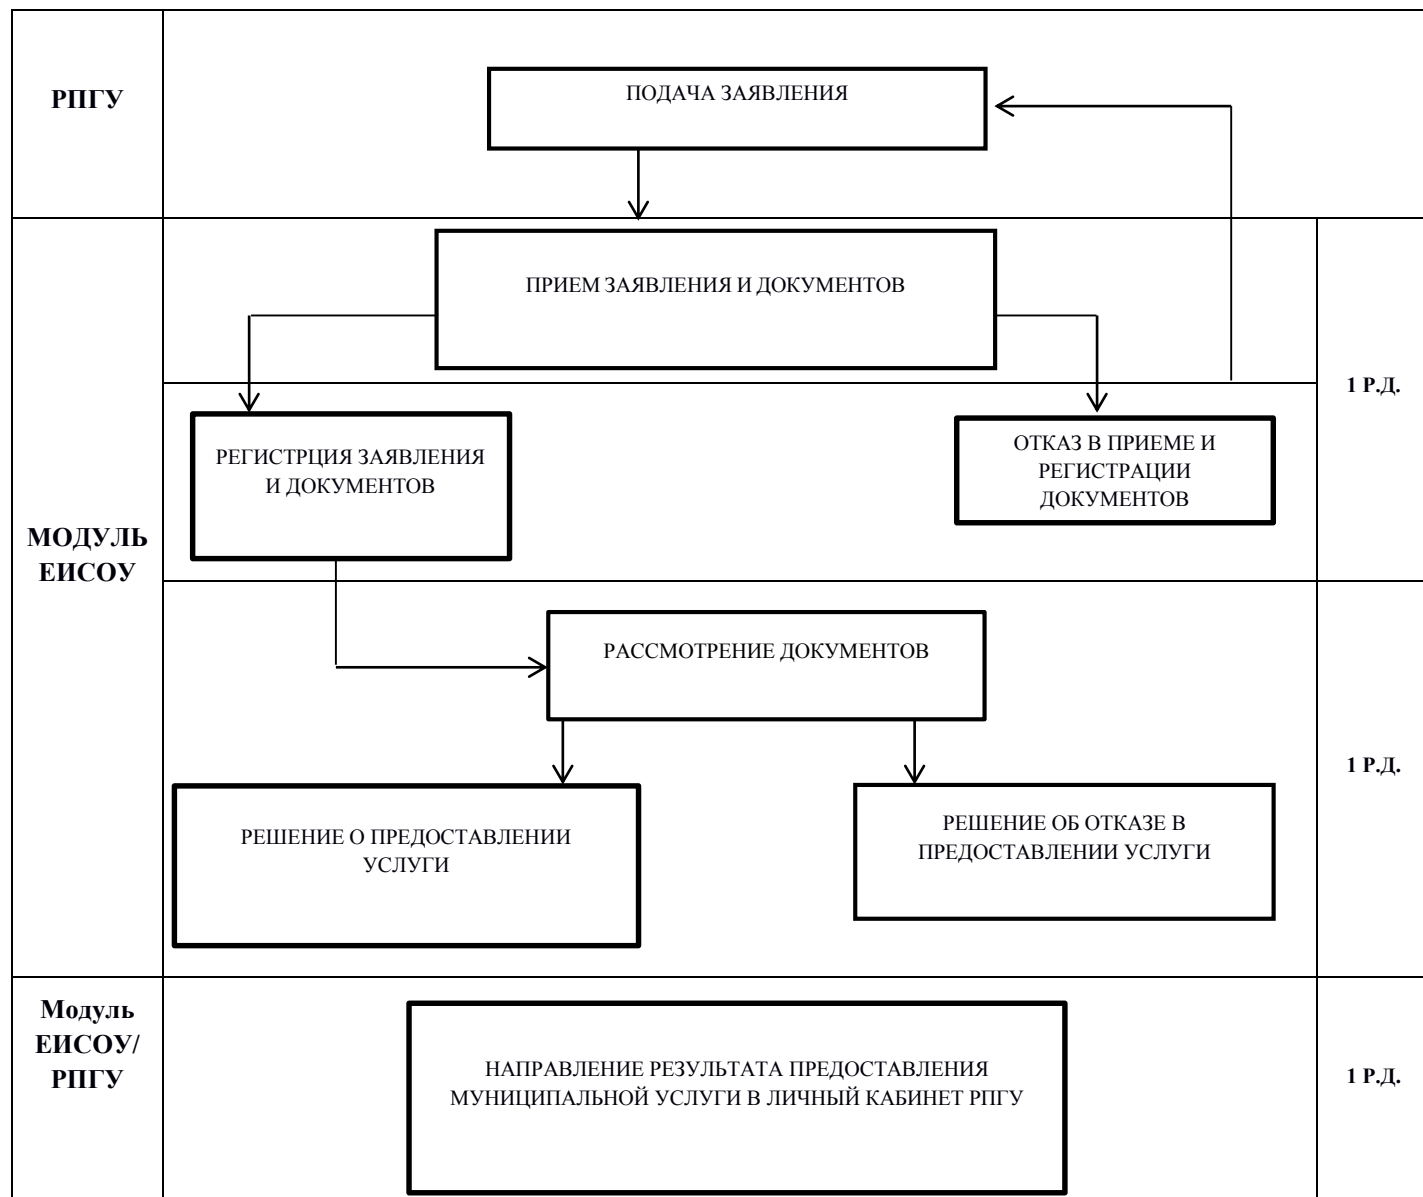 РПГУ
ПОДАЧА ЗАЯВЛЕНИЯ
МОДУЛЬ
ЕИСОУ
ПРИЕМ ЗАЯВЛЕНИЯ И ДОКУМЕНТОВ
1 Р.Д.
РЕГИСТРЦИЯ ЗАЯВЛЕНИЯ
И ДОКУМЕНТОВ
ОТКАЗ В ПРИЕМЕ И
РЕГИСТРАЦИИ
ДОКУМЕНТОВ
РАССМОТРЕНИЕ ДОКУМЕНТОВ
1 Р.Д.
РЕШЕНИЕ О ПРЕДОСТАВЛЕНИИ
УСЛУГИ
РЕШЕНИЕ ОБ ОТКАЗЕ В
ПРЕДОСТАВЛЕНИИ УСЛУГИ
Модуль
ЕИСОУ/
РПГУ
НАПРАВЛЕНИЕ РЕЗУЛЬТАТА ПРЕДОСТАВЛЕНИЯ
МУНИЦИПАЛЬНОЙ УСЛУГИ В ЛИЧНЫЙ КАБИНЕТ РПГУ
1 Р.Д.